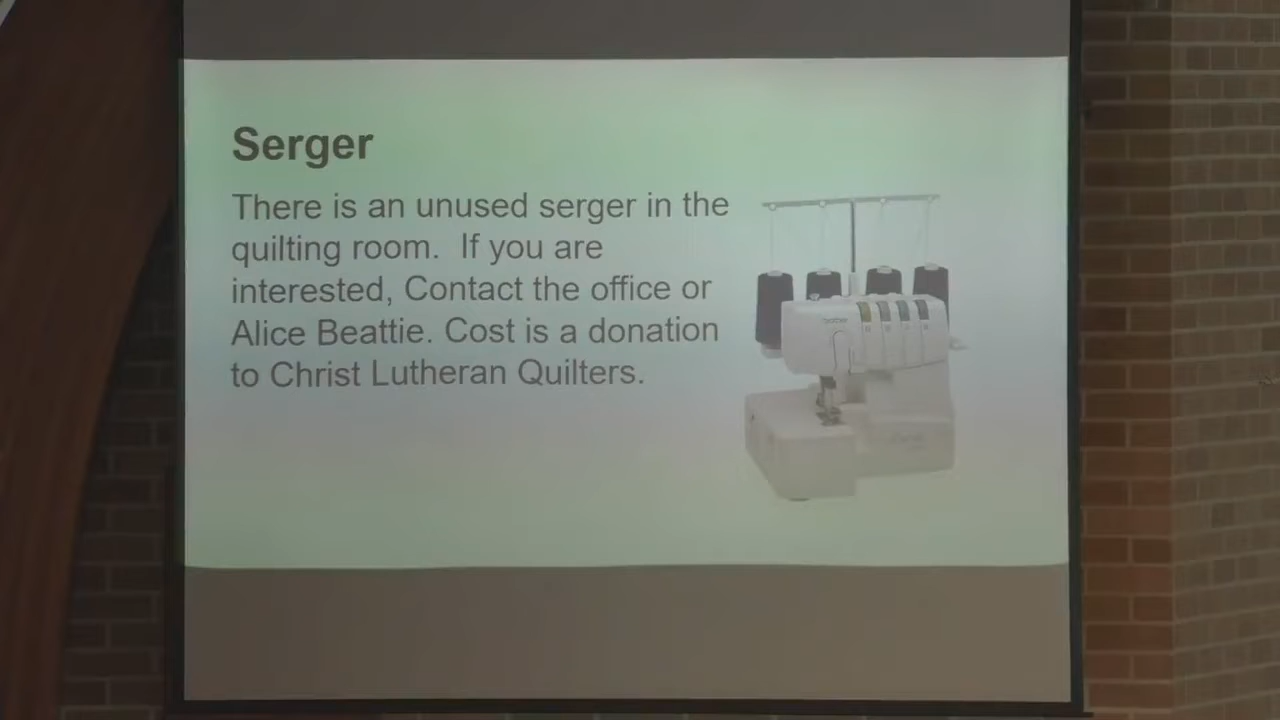 Serger
There is an unused serger in the
quilting room.  If you are
interested, Contact the office or
Alice Beattie. Cost is a donation
to Christ Lutheran Quilters.
brother